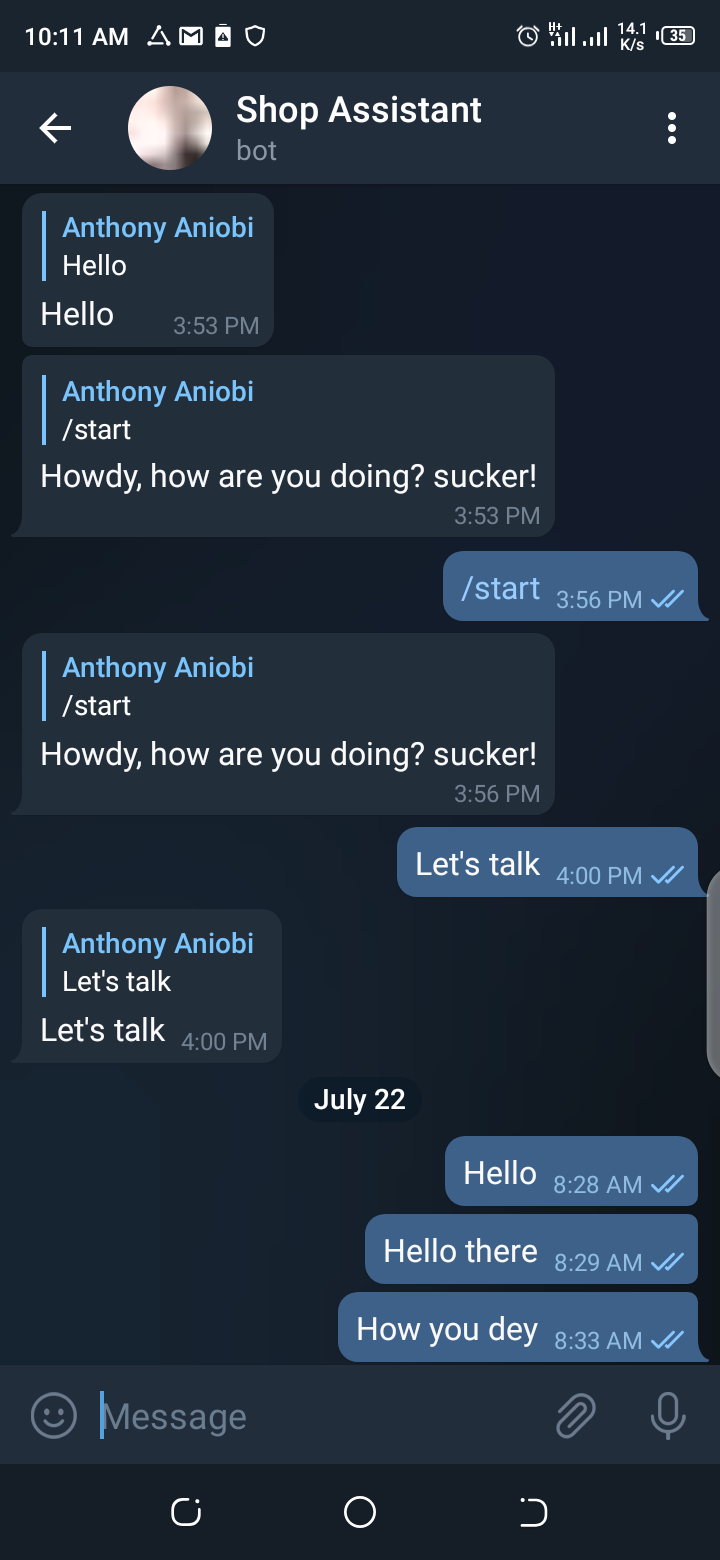 10:11 AM 14.1 K/s 35
Shop Assistant
bot
Anthony Aniobi
Hello
Hello 3:53 PM
Anthony Aniobi
/start
Howdy, how are you doing? sucker!
3:53 PM
/start 3:56 PM
Anthony Aniobi
/start
Howdy, how are you doing? sucker!
3:56 PM
Let's talk 4:00 PM
Anthony Aniobi
Let's talk
Let's talk 4:00 PM
July 22
Hello 8:28 AM
Hello there 8:29 AM
How you dey 8:33 AM
Message